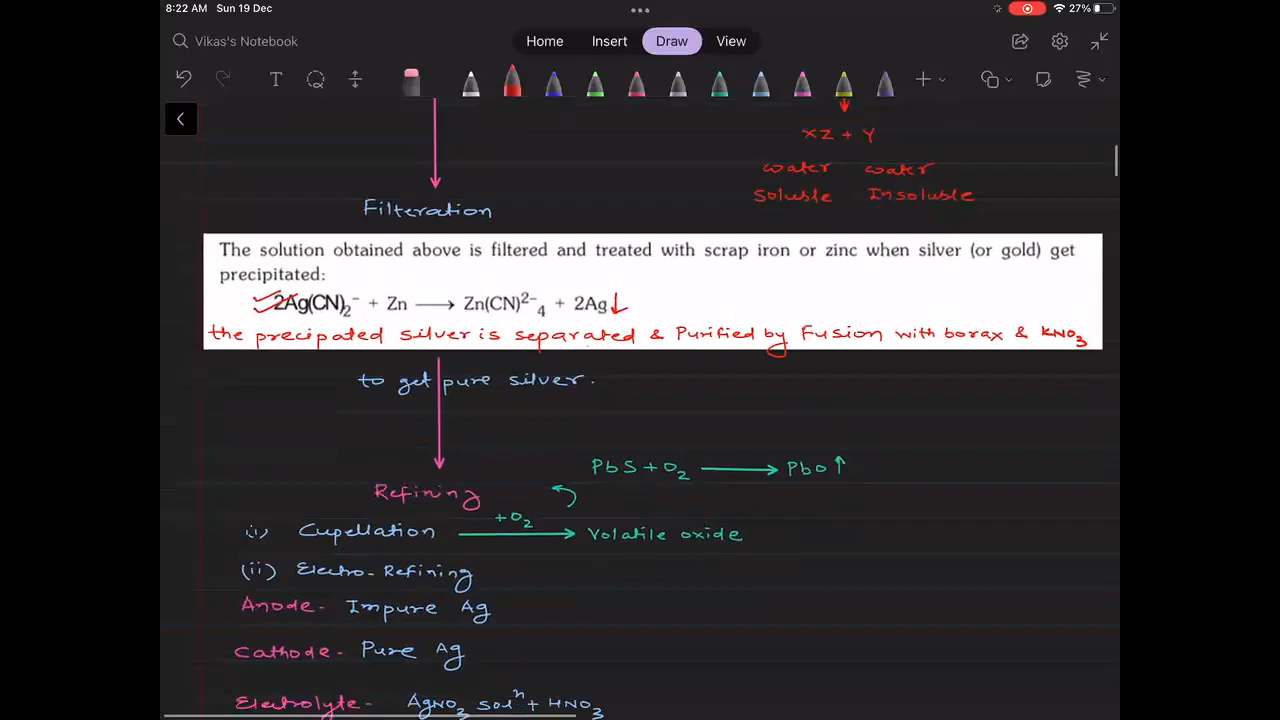 8:22 AM Sun 19 Dec
27%
Vikas's Notebook
Home Insert Draw View
XZ + Y
water water
Soluble Insoluble
Filteration
The solution obtained above is filtered and treated with scrap iron or zinc when silver (or gold) get
precipitated:
2Ag(CN)₂⁻ + Zn ⟶ Zn(CN)²⁻₄ + 2Ag↓
the precipated silver is separated & Purified by Fusion with borax & KNO₃
to get pure silver.
PbS + O₂ ⟶ PbO ↑
Refining
(i) Cupellation +O₂ ⟶ Volatile oxide
(ii) Electro-Refining
Anode - Impure Ag
Cathode - Pure Ag
Electrolyte - AgNO₃ solⁿ + HNO₃